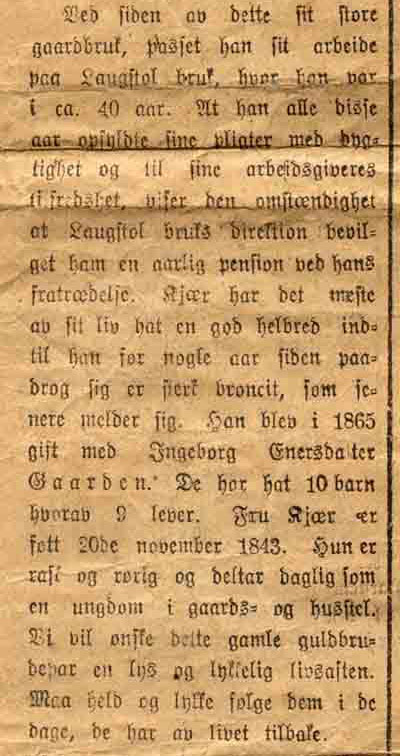 Ved siden av dette sit store
gaardbruk, passet han sit arbeide
paa Laugstol bruk, hvor han var
i ca. 40 aar. At han alle disse
aar opfyldte sine pligter med dyg-
tighet og til sine arbeidsgiveres
tilfredshet, viser den omstændighet
at Laugstol bruks direktion bevil-
get ham en aarlig pension ved hans
fratrædelse. Kjær har det meste
av sit liv hat en god helbred ind-
til han for nogle aar siden paa-
drog sig en sterk broncit, som se-
nere melder sig. Han blev i 1865
gift med Ingeborg Enersdatter
Gaarden. De har hat 10 barn
hvorav 9 lever. Fru Kjær er
født 20de november 1843. Hun er
rask og rørig og deltar daglig som
en ungdom i gaards- og husstel.
Vi vil ønske dette gamle guldbru-
depar en lys og lykkelig livsaften.
Maa held og lykke følge dem i de
dage, de har av livet tilbake.